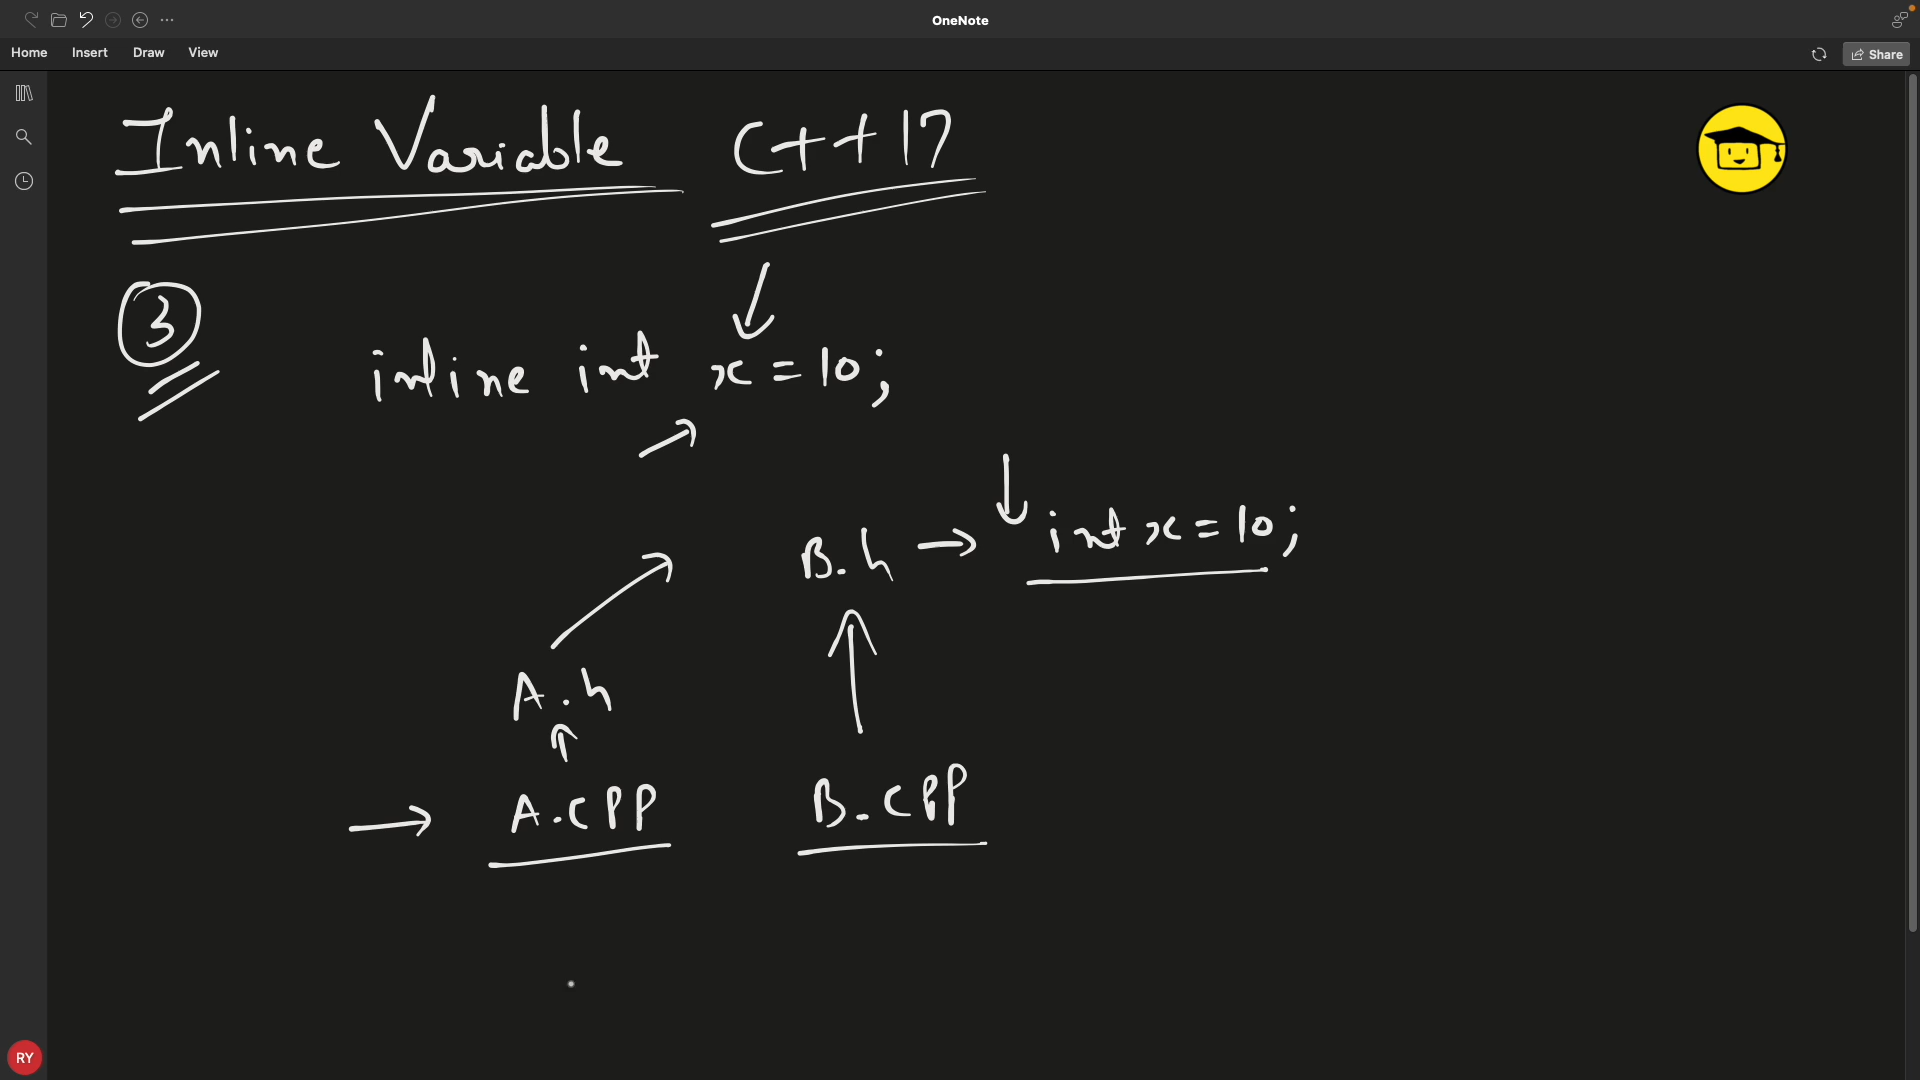 OneNote
Home Insert Draw View
Share
Inline Variable C++17
3
inline int x = 10;
B.h → int x = 10;
A.h
A.CPP B.CPP
RY